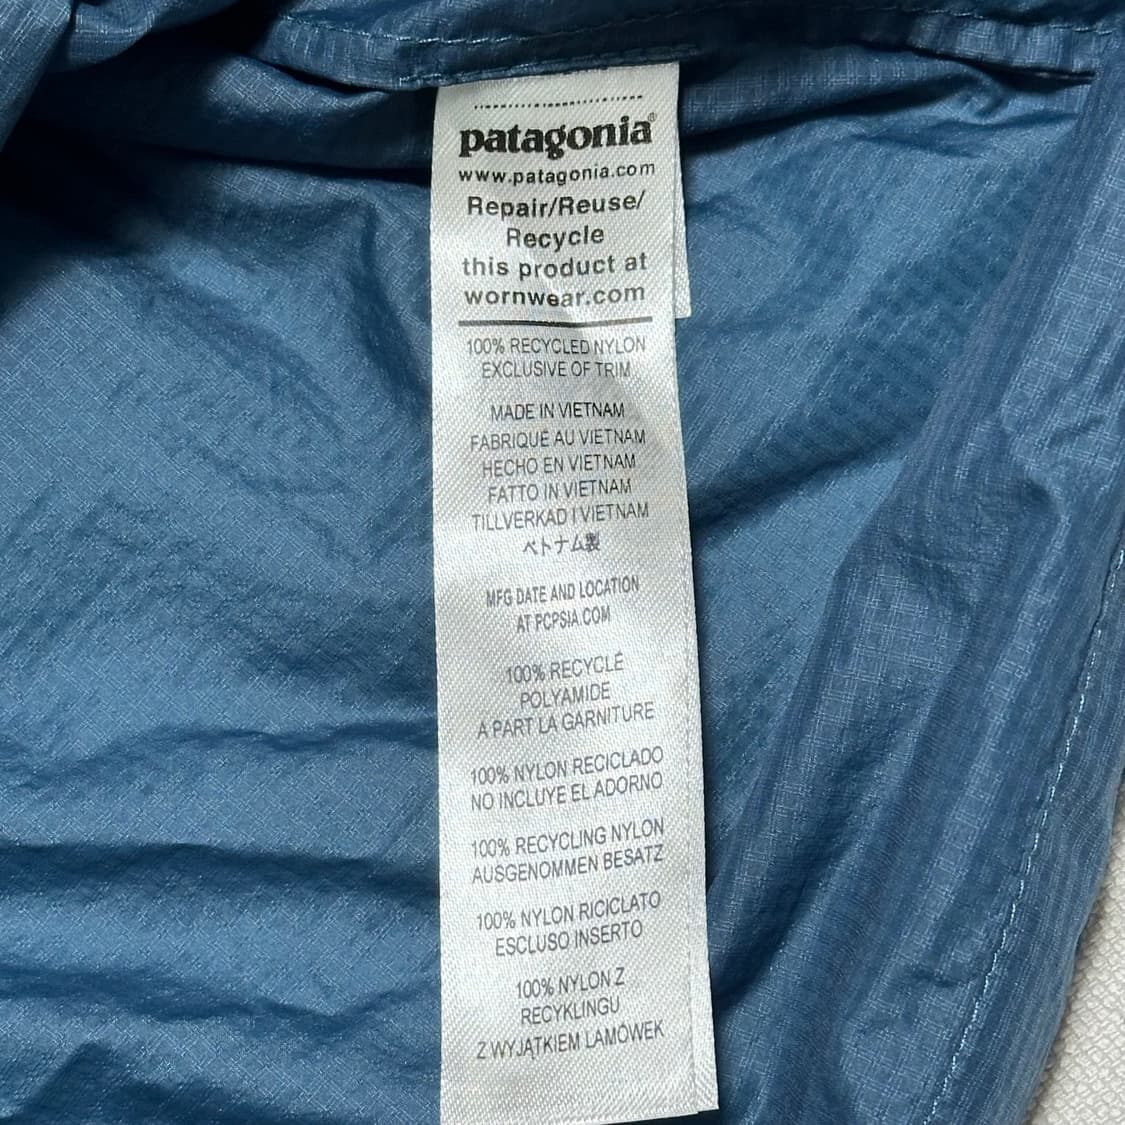 patagonia®
www.patagonia.com
Repair/Reuse/
Recycle
this product at
wornwear.com
100% RECYCLED NYLON
EXCLUSIVE OF TRIM
MADE IN VIETNAM
FABRIQUÉ AU VIETNAM
HECHO EN VIETNAM
FATTO IN VIETNAM
TILLVERKAD I VIETNAM
ベトナム製
MFG DATE AND LOCATION
AT PCPSIA.COM
100% RECYCLÉ
POLYAMIDE
A PART LA GARNITURE
100% NYLON RECICLADO
NO INCLUYE EL ADORNO
100% RECYCLING NYLON
AUSGENOMMEN BESATZ
100% NYLON RICICLATO
ESCLUSO INSERTO
100% NYLON Z
RECYKLINGU
Z WYJĄTKIEM LAMÓWEK